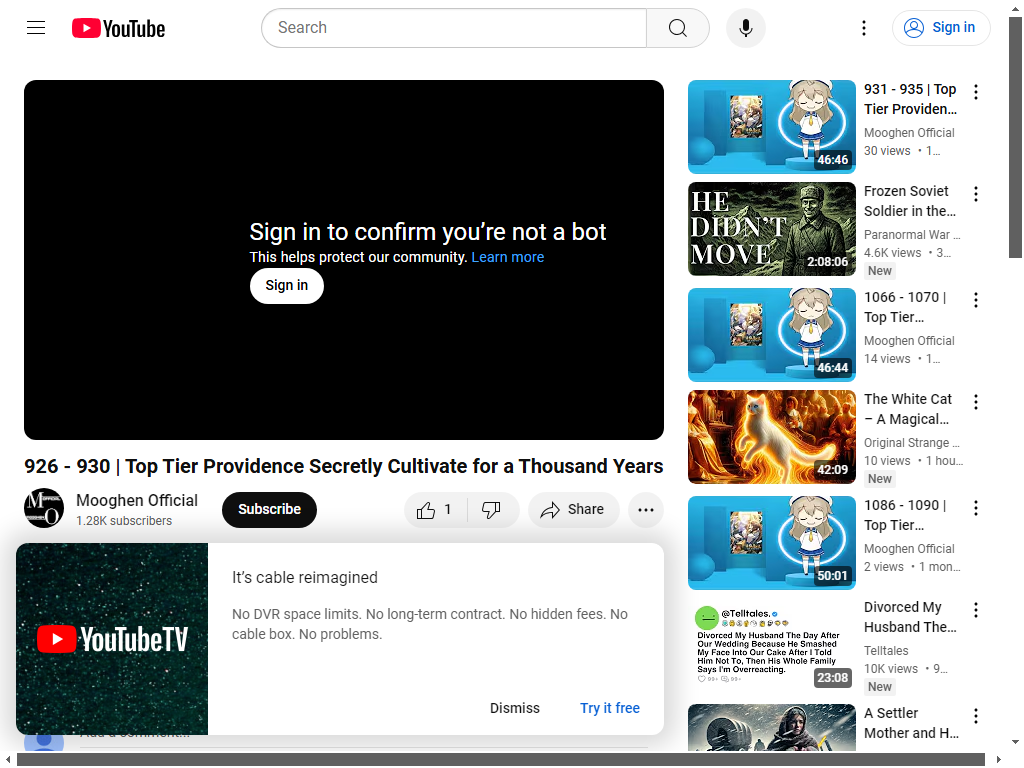 YouTube
Search
Sign in
Sign in to confirm you’re not a bot
This helps protect our community. Learn more
Sign in
926 - 930 | Top Tier Providence Secretly Cultivate for a Thousand Years
Mooghen Official
1.28K subscribers
Subscribe
1
Share
YouTubeTV
It’s cable reimagined
No DVR space limits. No long-term contract. No hidden fees. No
cable box. No problems.
Dismiss
Try it free
Add a comment...
46:46
931 - 935 | Top
Tier Providen...
Mooghen Official
30 views • 1...
HE
DIDN'T
MOVE
2:08:06
Frozen Soviet
Soldier in the...
Paranormal War ...
4.6K views • 3...
New
46:44
1066 - 1070 |
Top Tier...
Mooghen Official
14 views • 1...
42:09
The White Cat
– A Magical...
Original Strange ...
10 views • 1 hou...
New
50:01
1086 - 1090 |
Top Tier...
Mooghen Official
2 views • 1 mon...
@Telltales.
Divorced My Husband The Day After
Our Wedding Because He Smashed
My Face Into Our Cake After I Told
Him Not To, Then His Whole Family
Says I'm Overreacting.
99+ 99+
23:08
Divorced My
Husband The...
Telltales
10K views • 9...
New
A Settler
Mother and H...